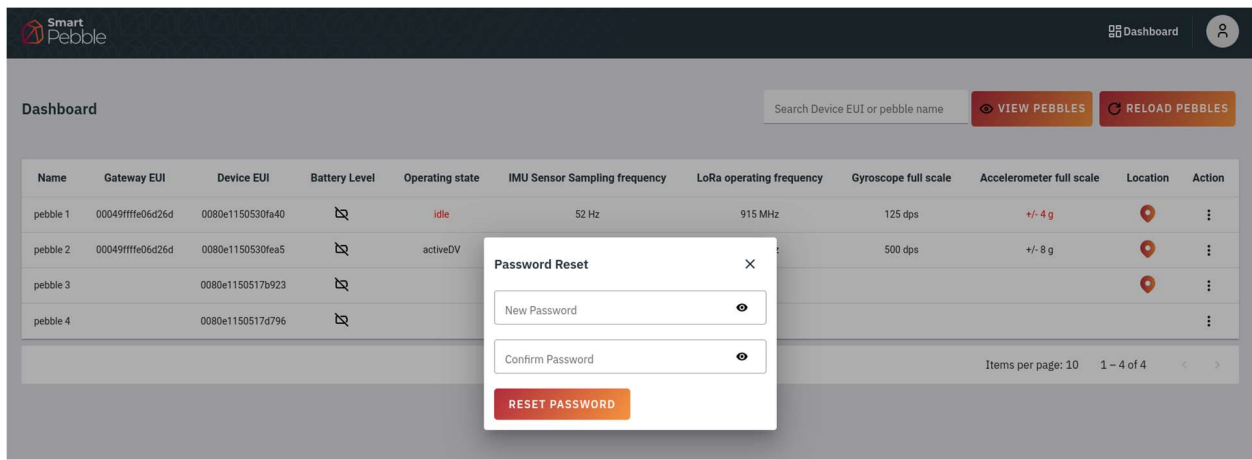 Smart
Pebble
Dashboard
Dashboard
Search Device EUI or pebble name
VIEW PEBBLES
RELOAD PEBBLES
Name Gateway EUI Device EUI Battery Level Operating state IMU Sensor Sampling frequency LoRa operating frequency Gyroscope full scale Accelerometer full scale Location Action
pebble 1 00049ffffe06d26d 0080e1150530fa40 idle 52 Hz 915 MHz 125 dps +/- 4 g
pebble 2 00049ffffe06d26d 0080e1150530fea5 activeDV 500 dps +/- 8 g
pebble 3 0080e1150517b923
pebble 4 0080e1150517d796
Items per page: 10 1 – 4 of 4
Password Reset
New Password
Confirm Password
RESET PASSWORD